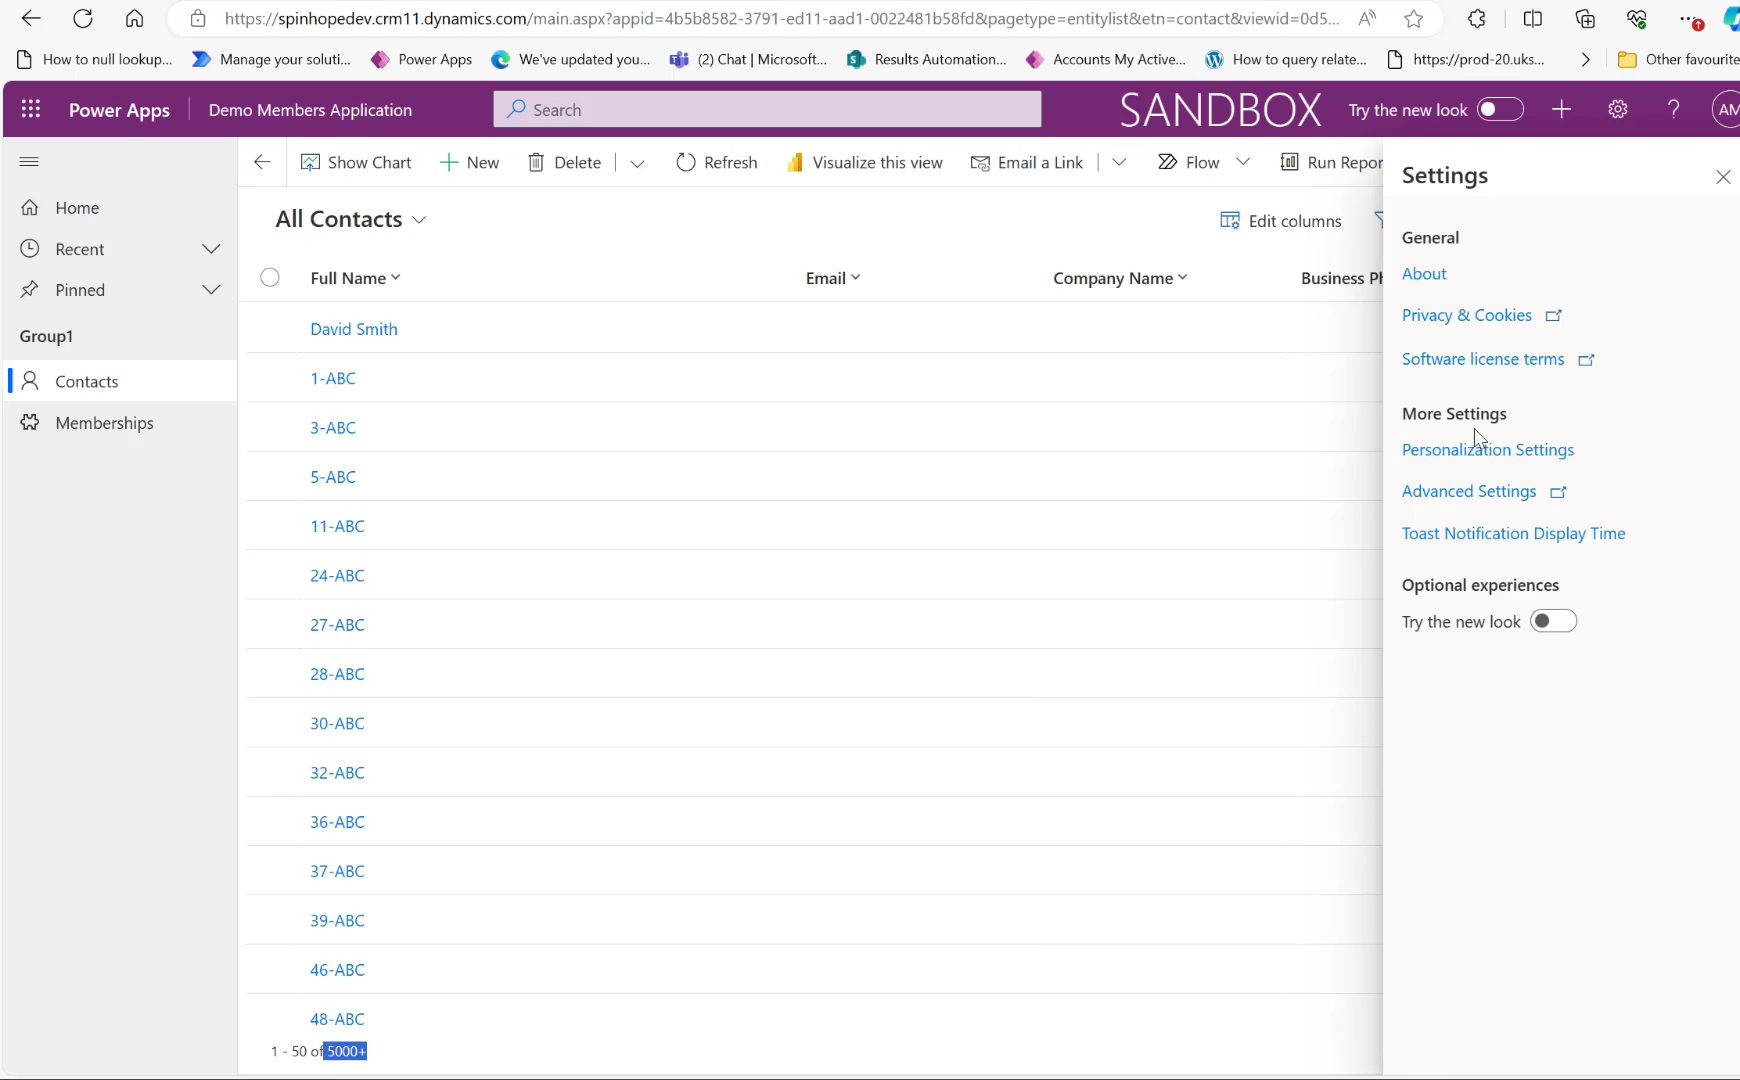 https://spinhopedev.crm11.dynamics.com/main.aspx?appid=4b5b8582-3791-ed11-aad1-0022481b58fd&pagetype=entitylist&etn=contact&viewid=0d5...
How to null lookup... Manage your soluti... Power Apps We've updated you... (2) Chat | Microsoft... Results Automation... Accounts My Active... How to query relate... https://prod-20.uks... Other favourite
Power Apps Demo Members Application Search SANDBOX Try the new look AM
Show Chart New Delete Refresh Visualize this view Email a Link Flow Run Repor
Home
Recent
Pinned
Group1
Contacts
Memberships
All Contacts Edit columns
Full Name Email Company Name Business Ph
David Smith
1-ABC
3-ABC
5-ABC
11-ABC
24-ABC
27-ABC
28-ABC
30-ABC
32-ABC
36-ABC
37-ABC
39-ABC
46-ABC
48-ABC
1 - 50 of 5000+
Settings
General
About
Privacy & Cookies
Software license terms
More Settings
Personalization Settings
Advanced Settings
Toast Notification Display Time
Optional experiences
Try the new look